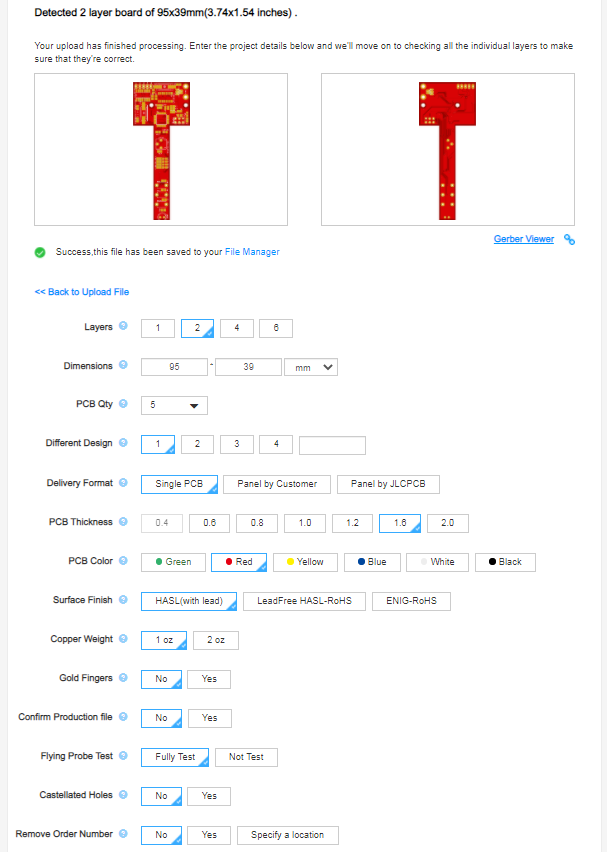 Detected 2 layer board of 95x39mm(3.74x1.54 inches) .
Your upload has finished processing. Enter the project details below and we'll move on to checking all the individual layers to make
sure that they're correct.
Gerber Viewer
Success,this file has been saved to your File Manager
<< Back to Upload File
Layers ? 1 2 4 6
Dimensions ? 95 * 39 mm
PCB Qty ? 5
Different Design ? 1 2 3 4
Delivery Format ? Single PCB Panel by Customer Panel by JLCPCB
PCB Thickness ? 0.4 0.6 0.8 1.0 1.2 1.6 2.0
PCB Color ? Green Red Yellow Blue White Black
Surface Finish ? HASL(with lead) LeadFree HASL-RoHS ENIG-RoHS
Copper Weight ? 1 oz 2 oz
Gold Fingers ? No Yes
Confirm Production file ? No Yes
Flying Probe Test ? Fully Test Not Test
Castellated Holes ? No Yes
Remove Order Number ? No Yes Specify a location